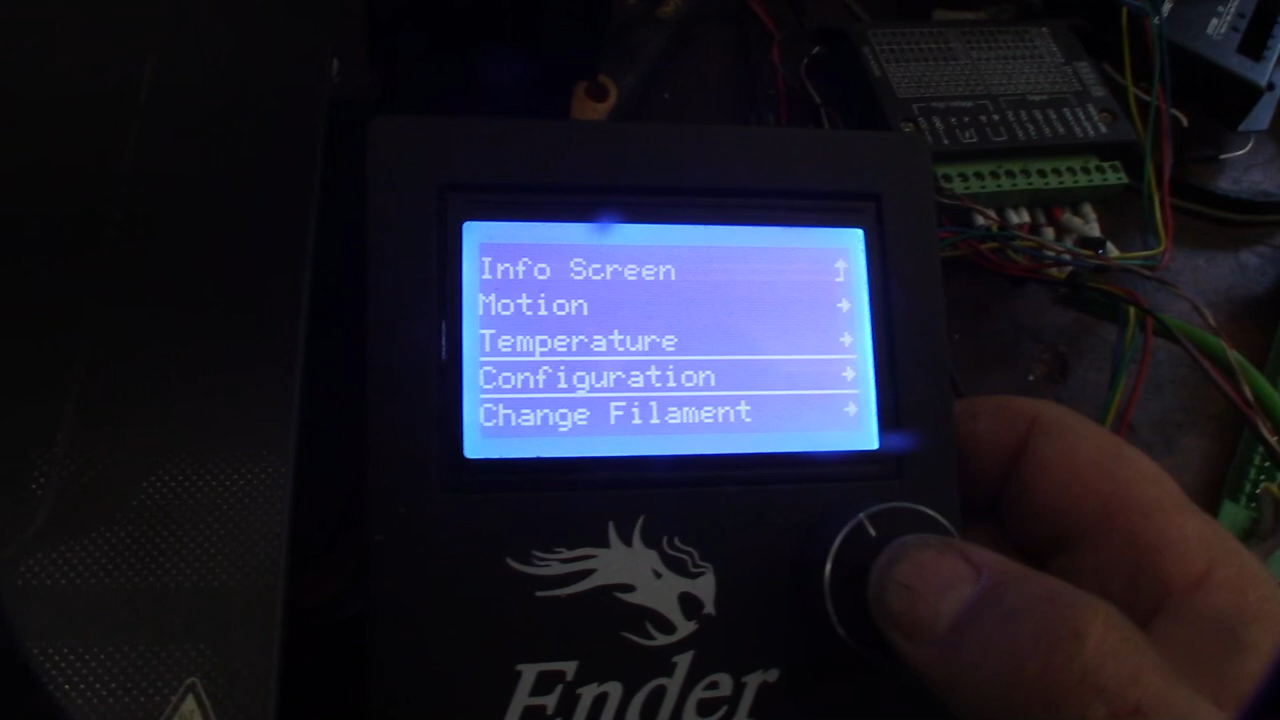 Info Screen
Motion
Temperature
Configuration
Change Filament
Ender